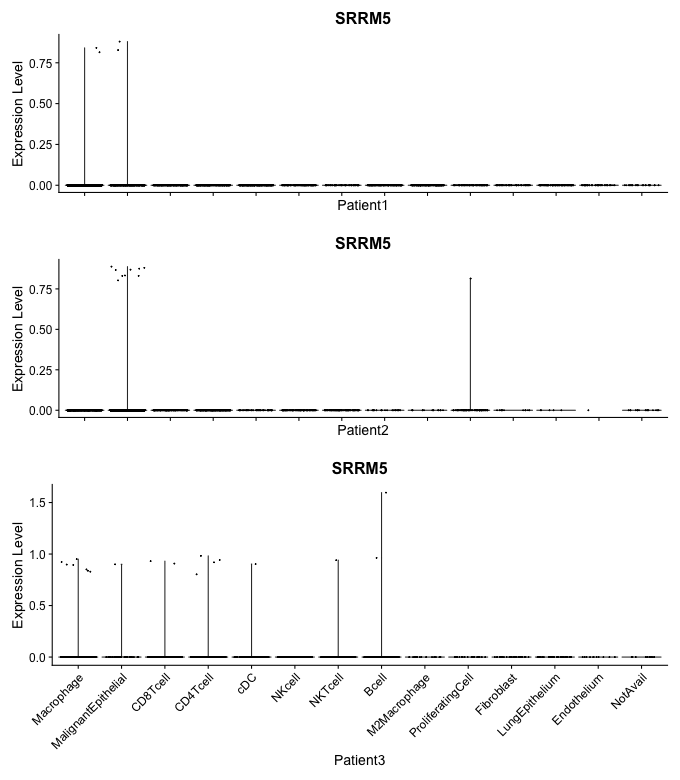 SRRM5
Expression Level
0.75
0.50
0.25
0.00
Patient1
SRRM5
Expression Level
0.75
0.50
0.25
0.00
Patient2
SRRM5
Expression Level
1.5
1.0
0.5
0.0
Macrophage
MalignantEpithelial
CD8Tcell
CD4Tcell
cDC
NKcell
NKTcell
Bcell
M2Macrophage
ProliferatingCell
Fibroblast
LungEpithelium
Endothelium
NotAvail
Patient3